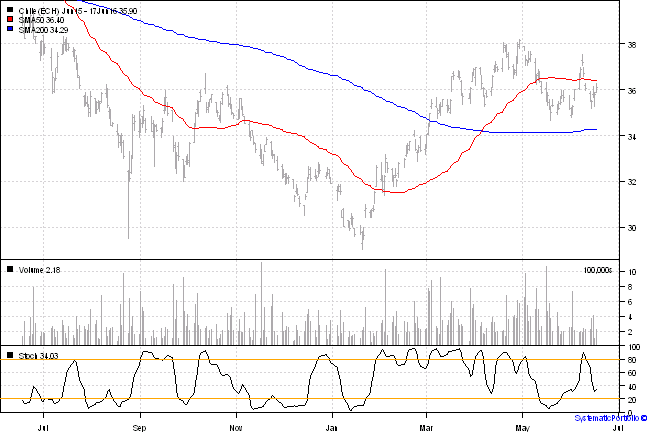 Chile (ECH) Jun15 - 17Jun16 35.90
SMA50 36.40
SMA200 34.29
38
36
34
32
30
Volume 2.18
100,000s
10
8
6
4
2
Stoch 34.03
100
80
60
40
20
0
Jul Sep Nov Jan Mar May Jul
SystematicPortfolio ©